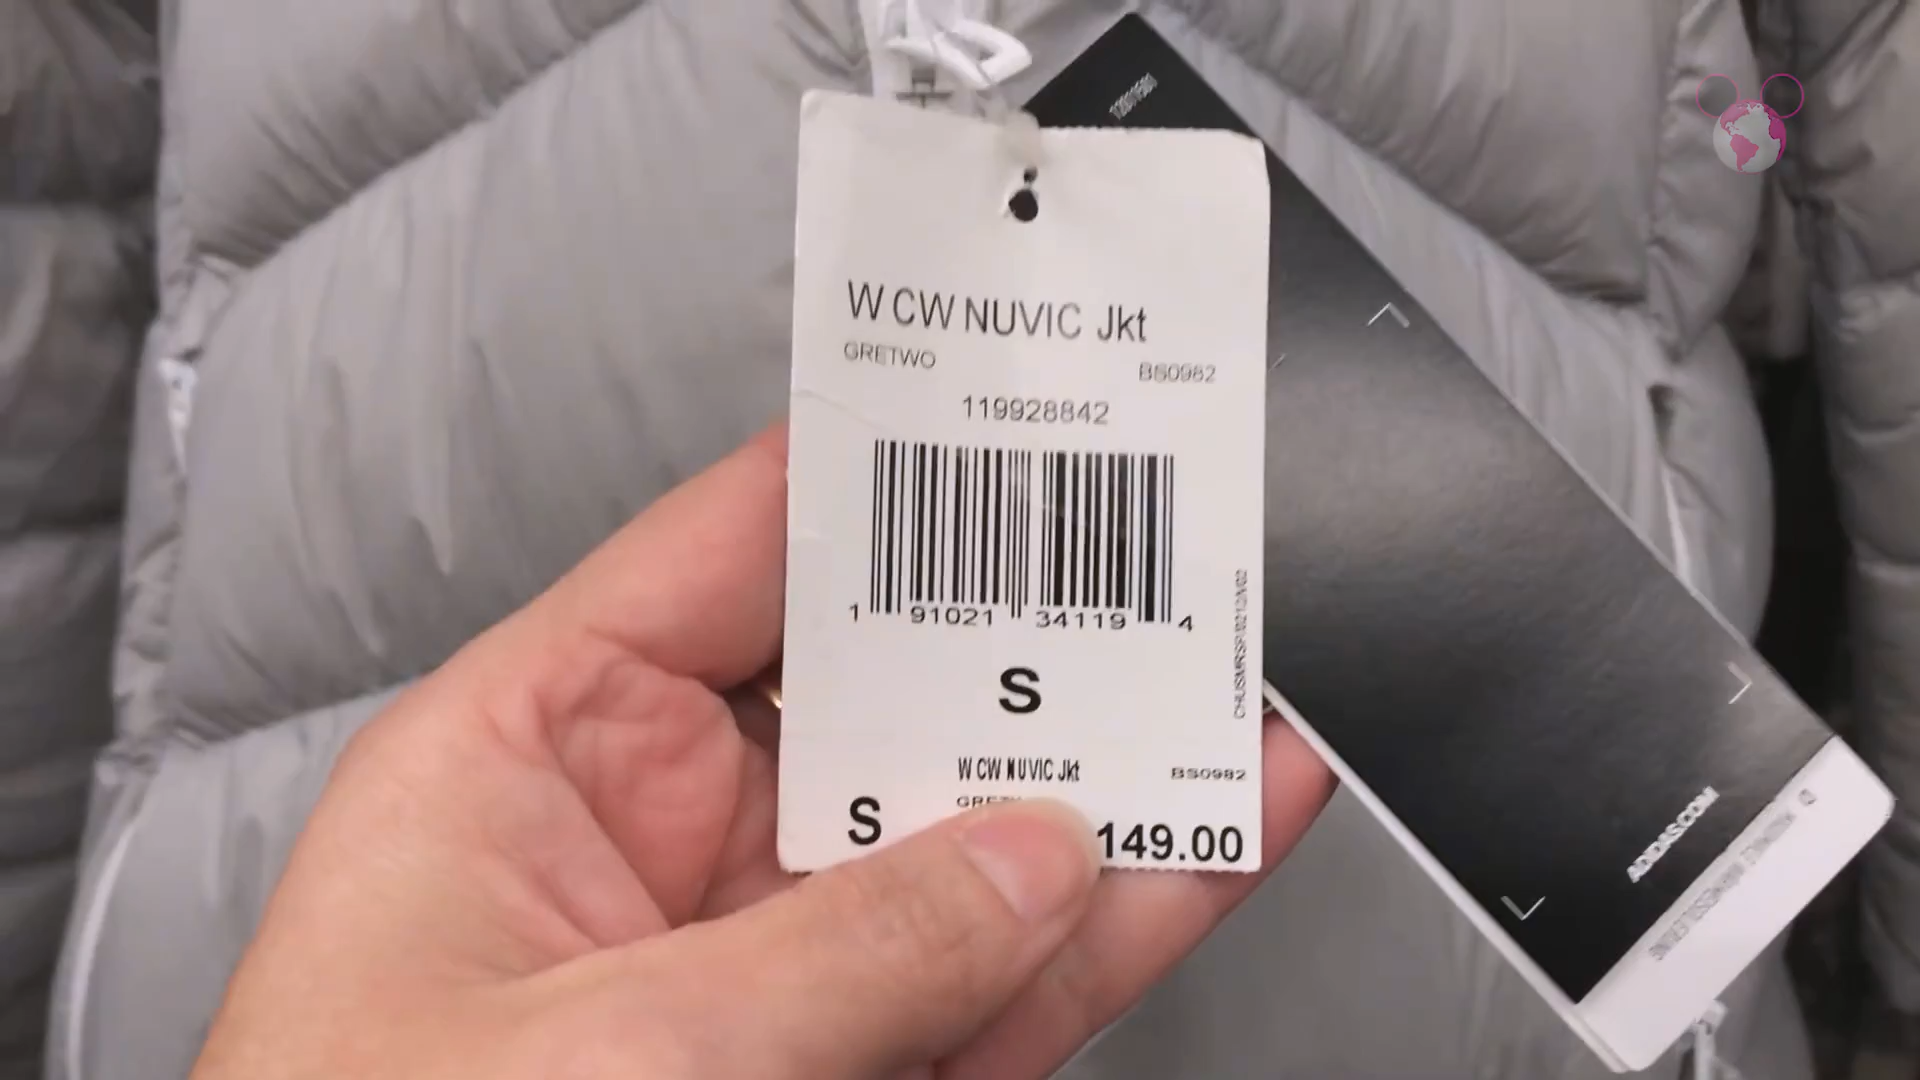 W CW NUVIC Jkt
GRETWO BS0982
119928842
1 91021 34119 4
S
W CW NUVIC Jkt BS0982
S 149.00
ADIDAS.COM